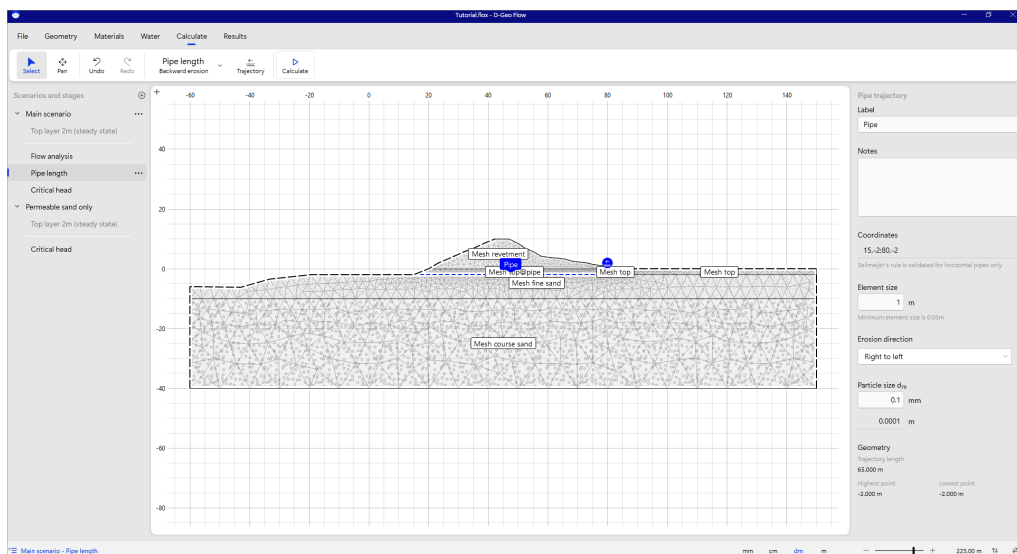 Tutorial.flox - D-Geo Flow
File Geometry Materials Water Calculate Results
Select Pan Undo Redo Pipe length Backward erosion Trajectory Calculate
Scenarios and stages
Main scenario
Top layer 2m (steady state)
Flow analysis
Pipe length
Critical head
Permeable sand only
Top layer 2m (steady state)
Critical head
-60 -40 -20 0 20 40 60 80 100 120 140
40
20
0
-20
-40
-60
-80
Mesh revetment
Pipe
Mesh top@pipe
Mesh top
Mesh top
Mesh fine sand
Mesh course sand
Pipe trajectory
Label
Pipe
Notes
Coordinates
15,-2;80,-2
Sellmeijer's rule is validated for horizontal pipes only
Element size
1 m
Minimum element size is 0.05m
Erosion direction
Right to left
Particle size d₇₀
0.1 mm
0.0001 m
Geometry
Trajectory length
65.000 m
Highest point Lowest point
-2.000 m -2.000 m
Main scenario - Pipe length mm cm dm m 225.00 m